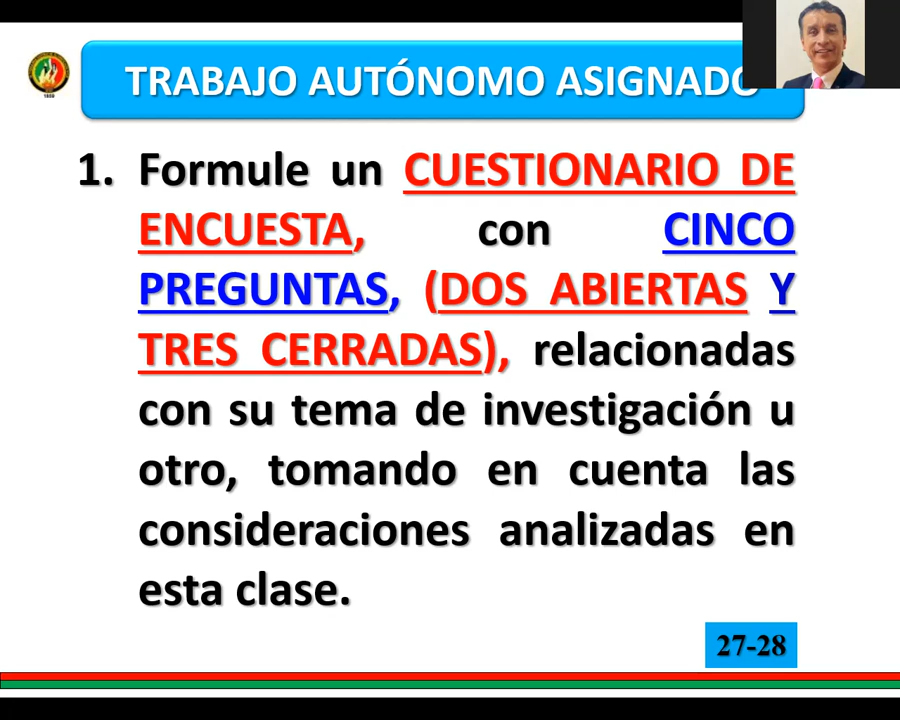 TRABAJO AUTÓNOMO ASIGNADO
1. Formule un CUESTIONARIO DE
ENCUESTA, con CINCO
PREGUNTAS, (DOS ABIERTAS Y
TRES CERRADAS), relacionadas
con su tema de investigación u
otro, tomando en cuenta las
consideraciones analizadas en
esta clase.
27-28
1859